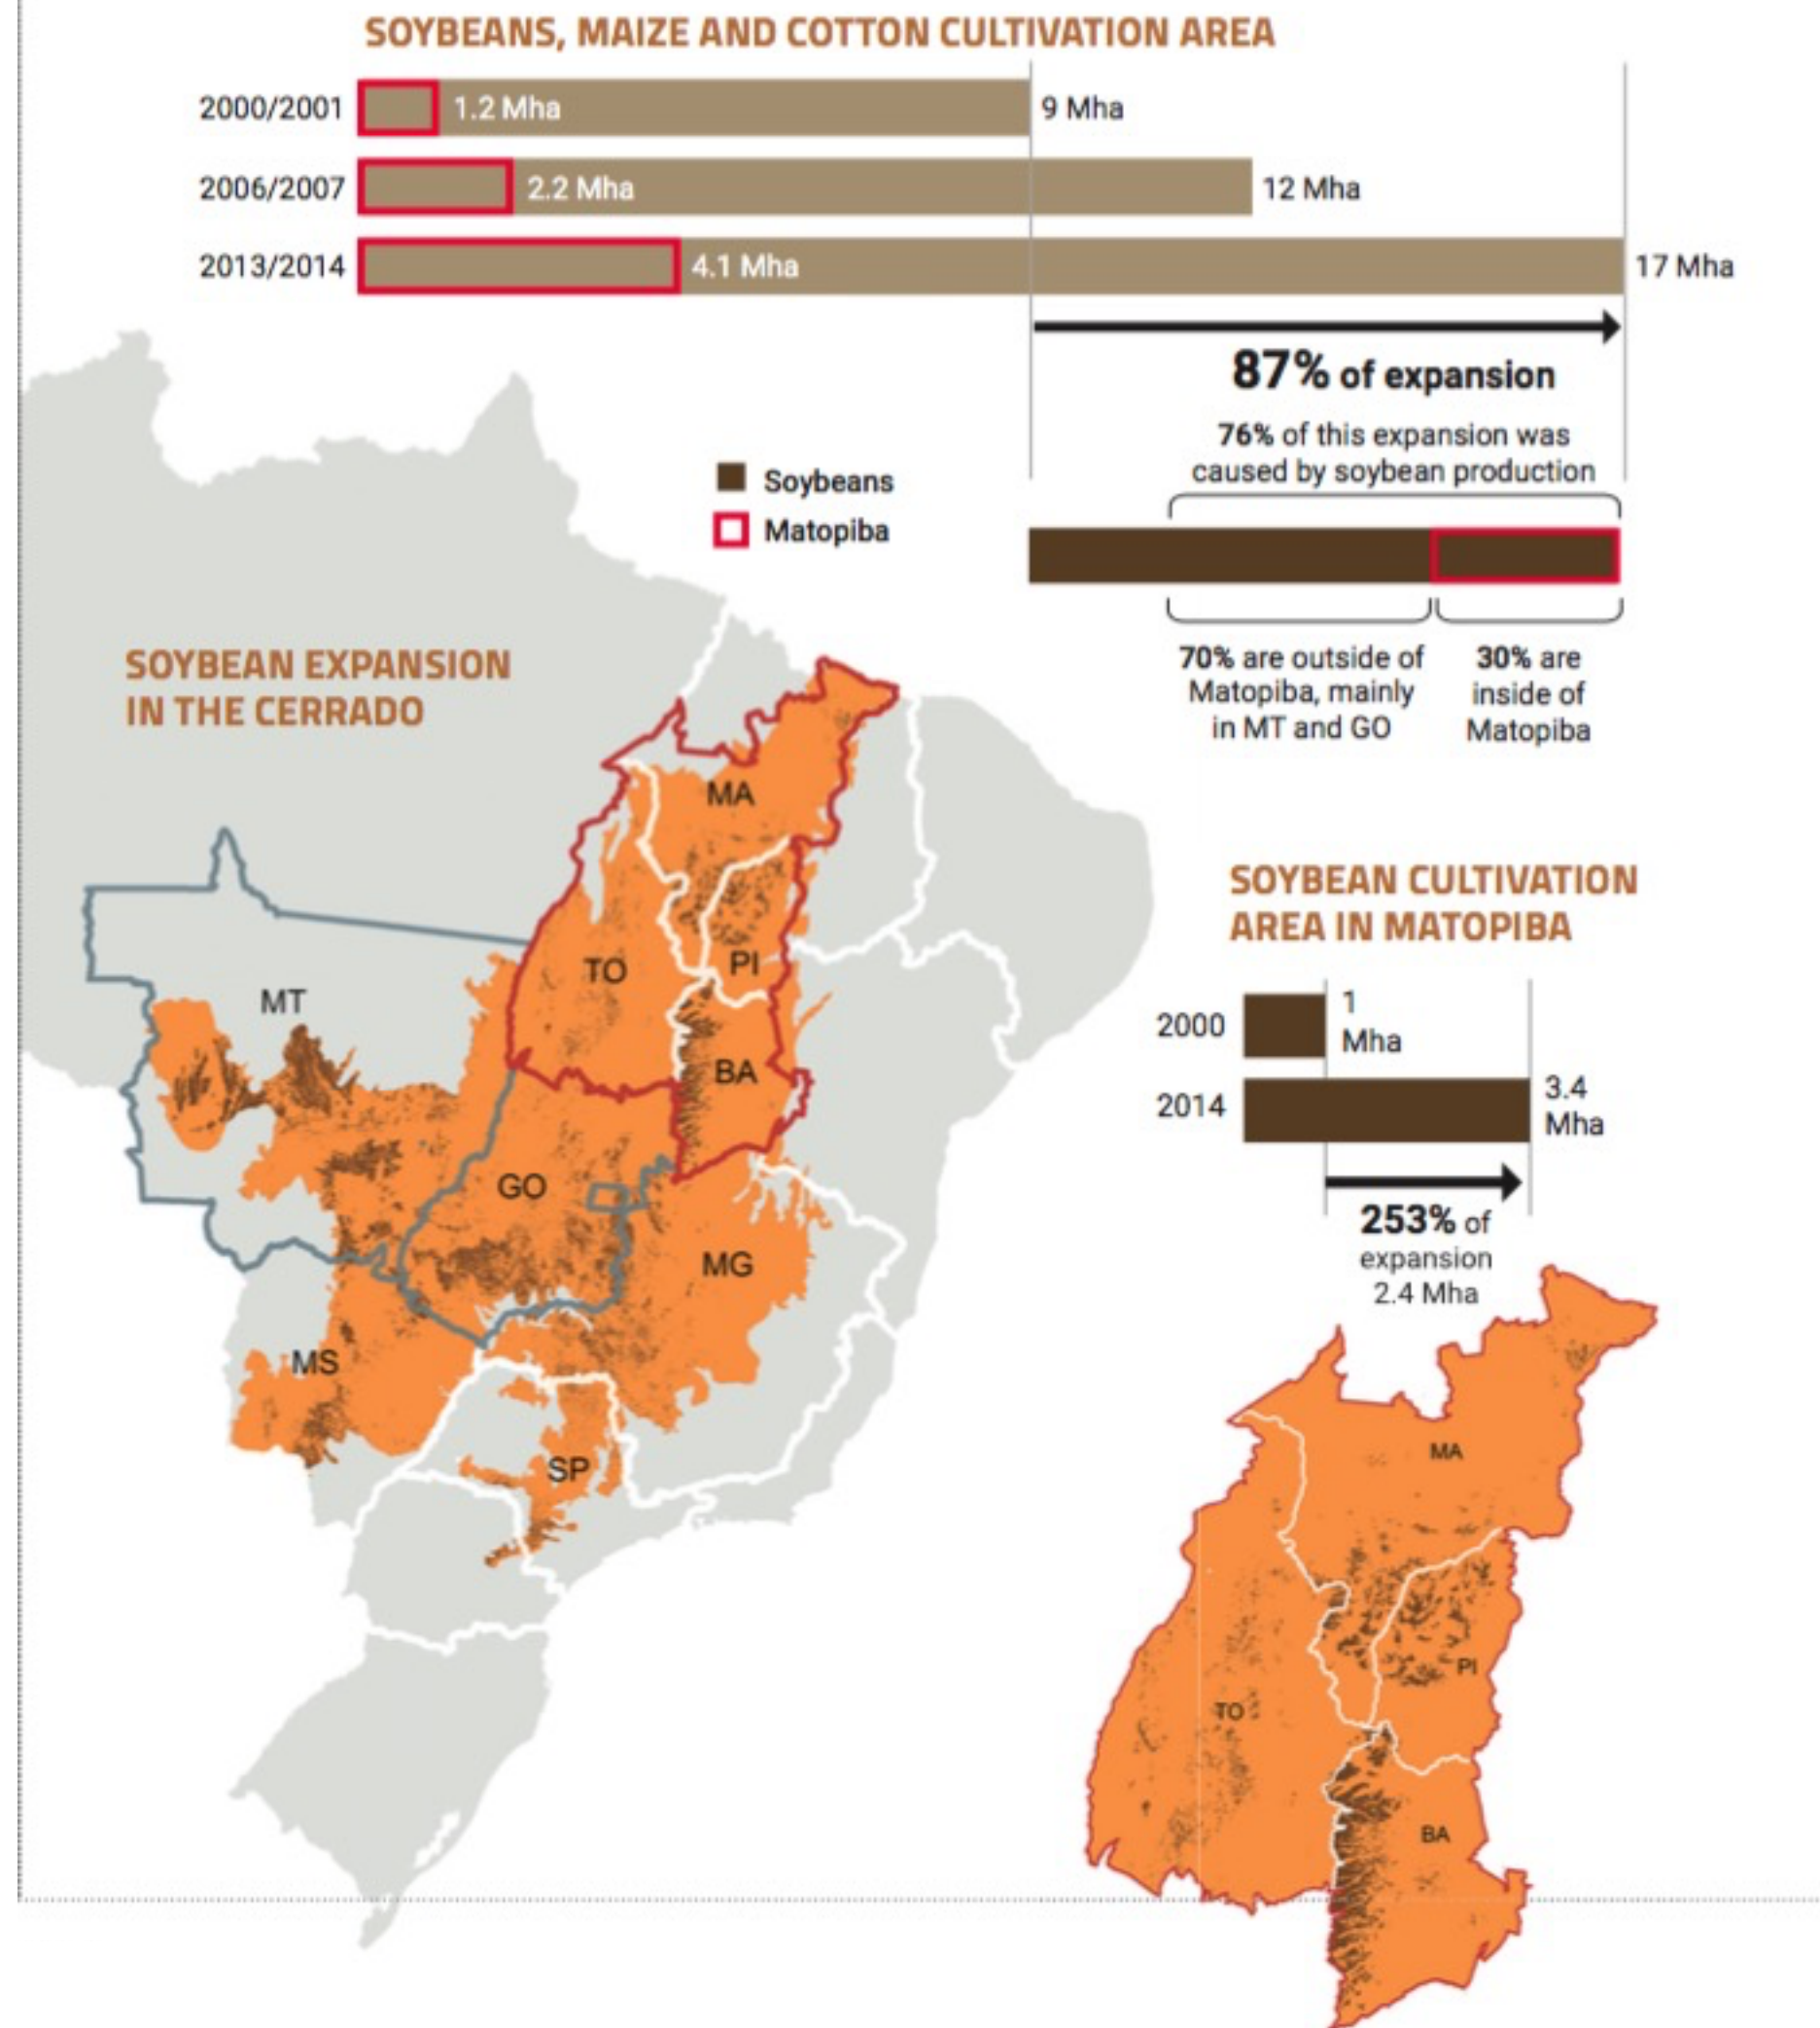 SOYBEANS, MAIZE AND COTTON CULTIVATION AREA
2000/2001
1.2 Mha
9 Mha
2006/2007
2.2 Mha
12 Mha
2013/2014
4.1 Mha
17 Mha
87% of expansion
76% of this expansion was
caused by soybean production
Soybeans
Matopiba
70% are outside of
Matopiba, mainly
in MT and GO
30% are
inside of
Matopiba
SOYBEAN EXPANSION
IN THE CERRADO
MA
TO
PI
MT
BA
GO
MG
MS
SP
SOYBEAN CULTIVATION
AREA IN MATOPIBA
2000
1
Mha
2014
3.4
Mha
253% of
expansion
2.4 Mha
MA
PI
TO
BA